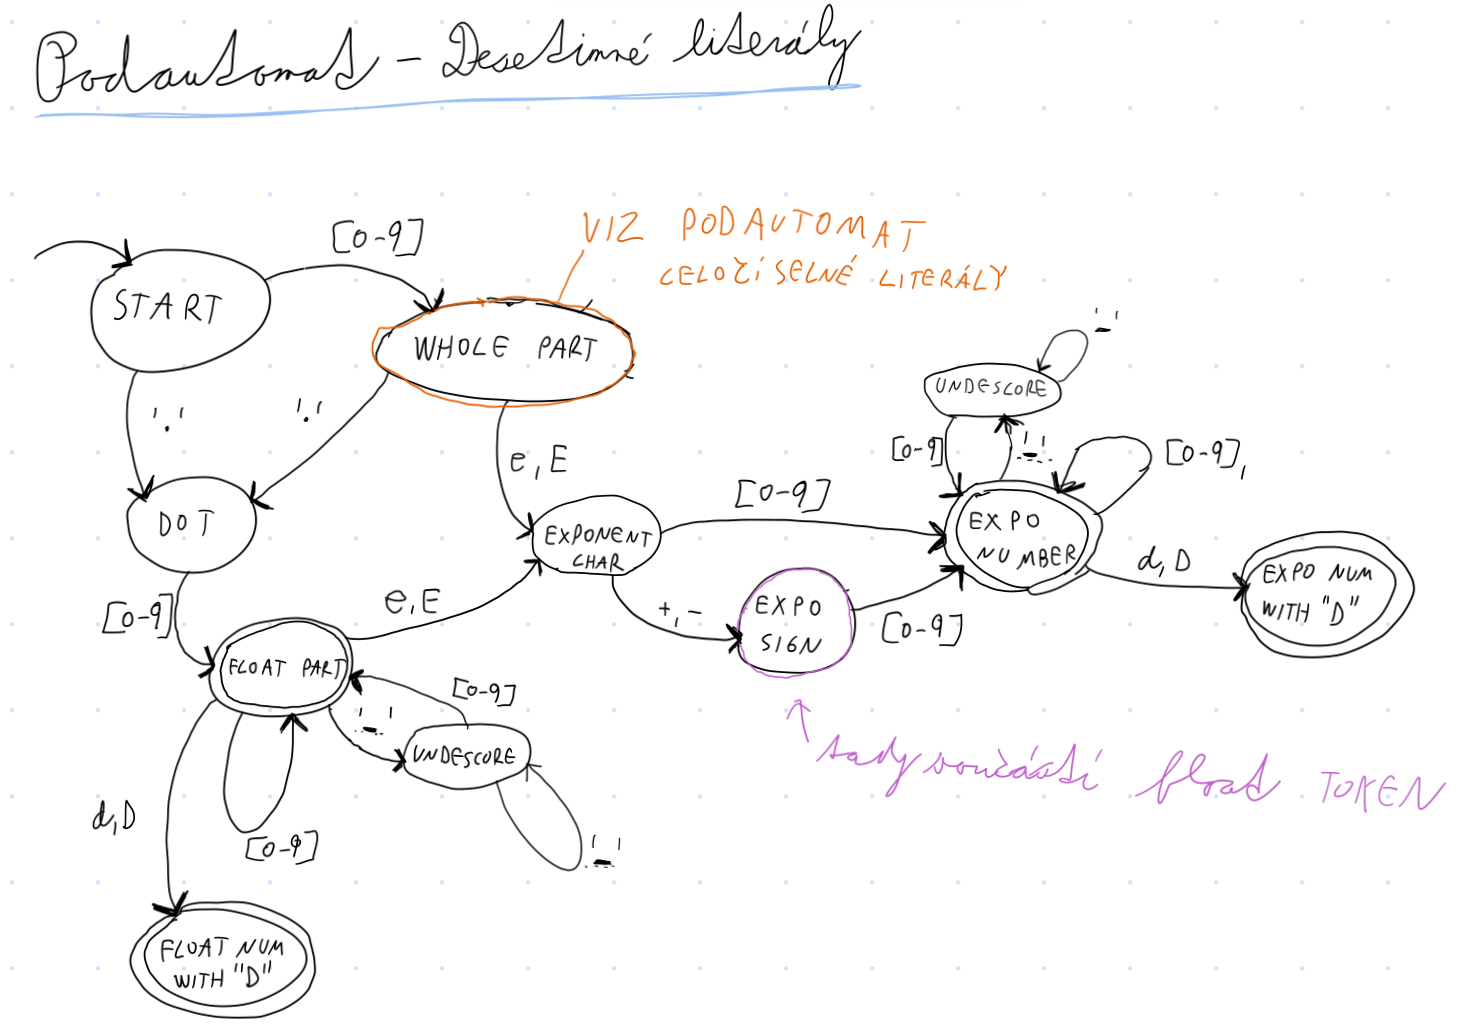 Podautomat – Desetinné literály
[0-9]
VIZ PODAUTOMAT
CELOČÍSELNÉ LITERÁLY
START
WHOLE PART
'.'
'.'
'_'
UNDESCORE
e, E
[0-9]
'_'
[0-9],
[0-9]
DOT
EXPONENT
CHAR
EXPO
NUMBER
d, D
EXPO NUM
WITH "D"
[0-9]
e, E
+, -
EXPO
SIGN
[0-9]
FLOAT PART
[0-9]
'_'
UNDESCORE
tady součástí float TOKEN
d, D
[0-9]
'_'
FLOAT NUM
WITH "D"